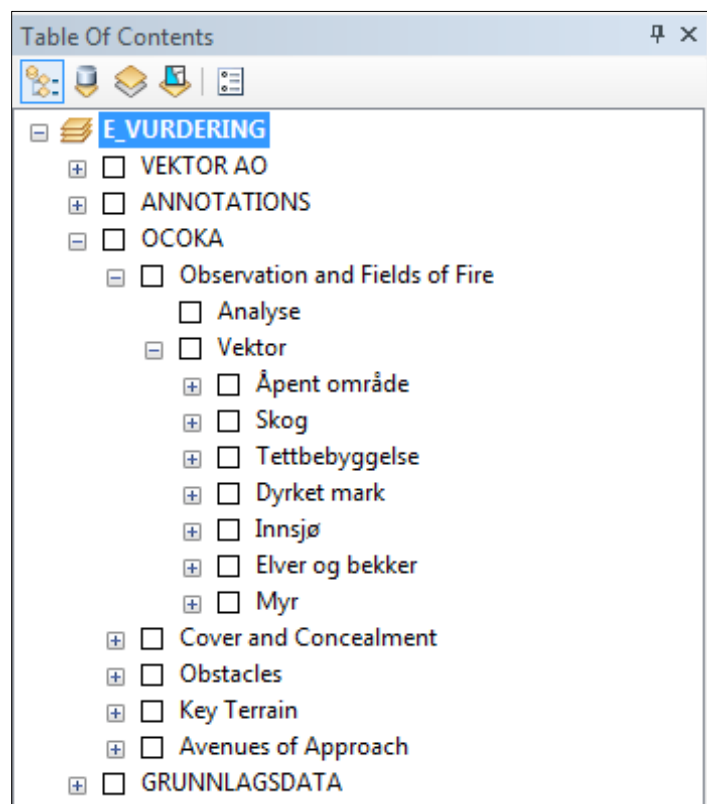 Table Of Contents
E_VURDERING
VEKTOR AO
ANNOTATIONS
OCOKA
Observation and Fields of Fire
Analyse
Vektor
Åpent område
Skog
Tettbebyggelse
Dyrket mark
Innsjø
Elver og bekker
Myr
Cover and Concealment
Obstacles
Key Terrain
Avenues of Approach
GRUNNLAGSDATA